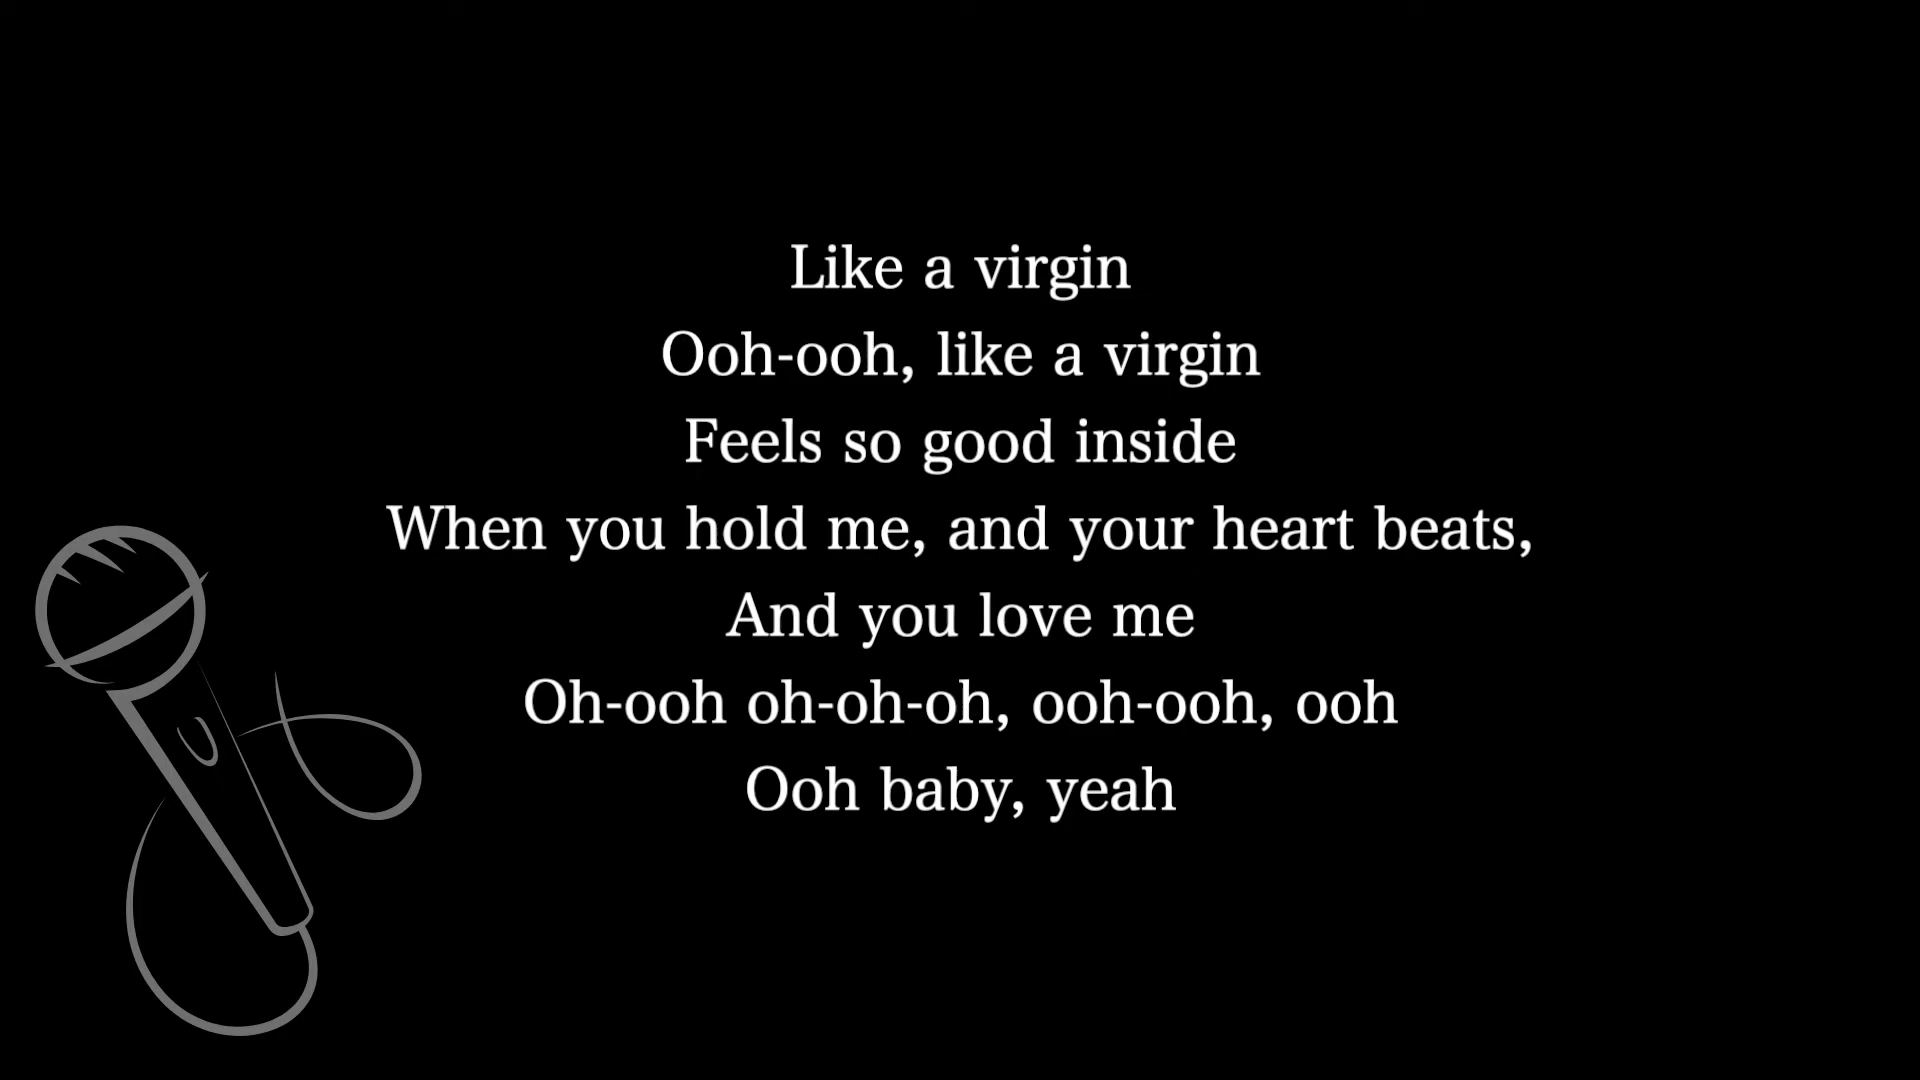 Like a virgin
Ooh-ooh, like a virgin
Feels so good inside
When you hold me, and your heart beats,
And you love me
Oh-ooh oh-oh-oh, ooh-ooh, ooh
Ooh baby, yeah